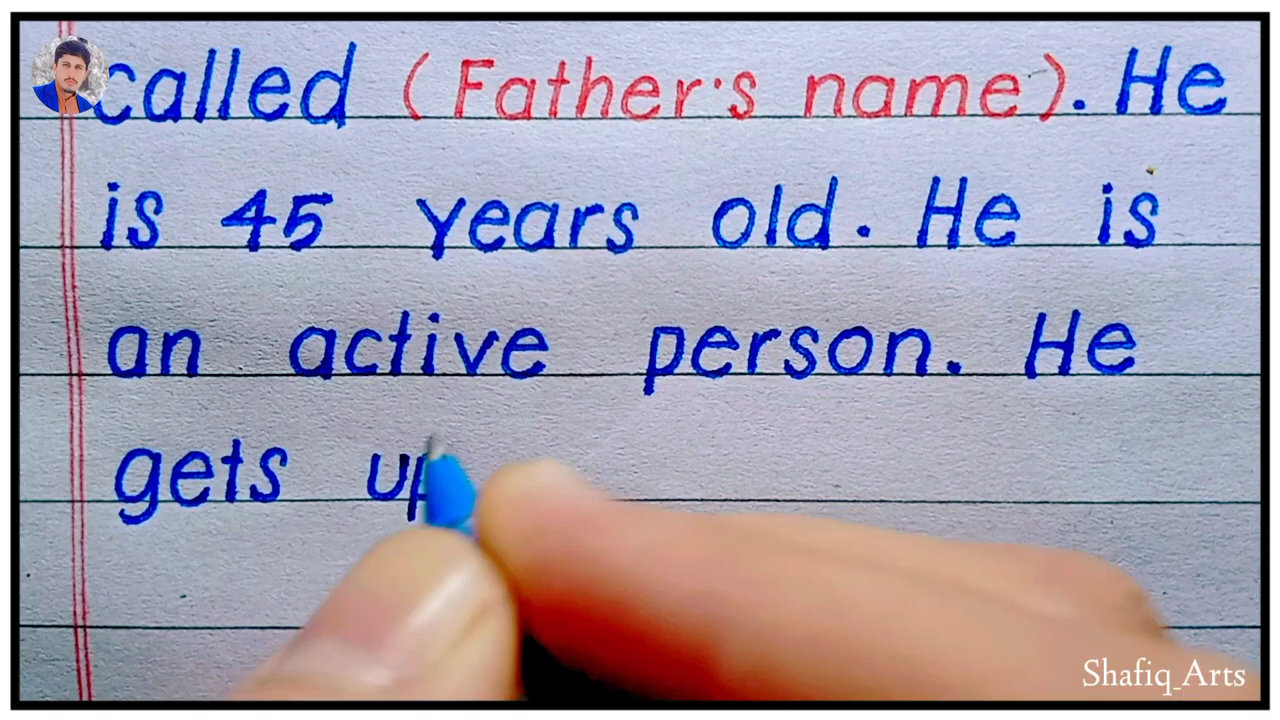 called (Father's name). He
is 45 years old. He is
an active person. He
gets up
Shafiq_Arts